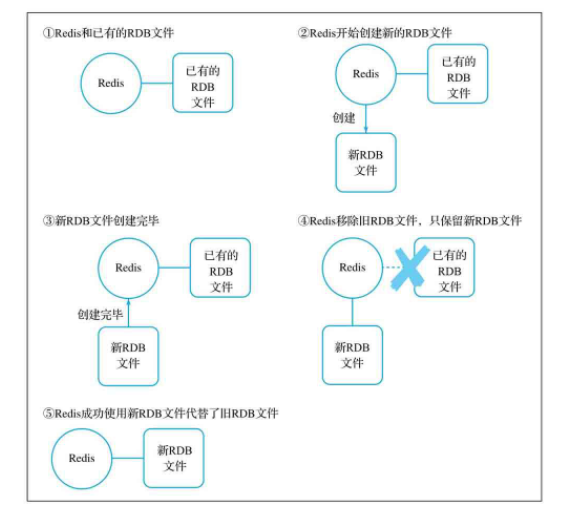 ①Redis和已有的RDB文件
Redis
已有的
RDB
文件
②Redis开始创建新的RDB文件
Redis
已有的
RDB
文件
创建
新RDB
文件
③新RDB文件创建完毕
Redis
已有的
RDB
文件
创建完毕
新RDB
文件
④Redis移除旧RDB文件，只保留新RDB文件
Redis
已有的
RDB
文件
新RDB
文件
⑤Redis成功使用新RDB文件代替了旧RDB文件
Redis
新RDB
文件